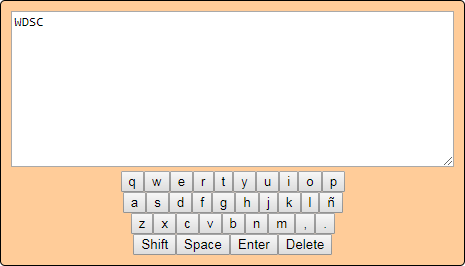 WDSC
q w e r t y u i o p
a s d f g h j k l ñ
z x c v b n m , .
Shift Space Enter Delete